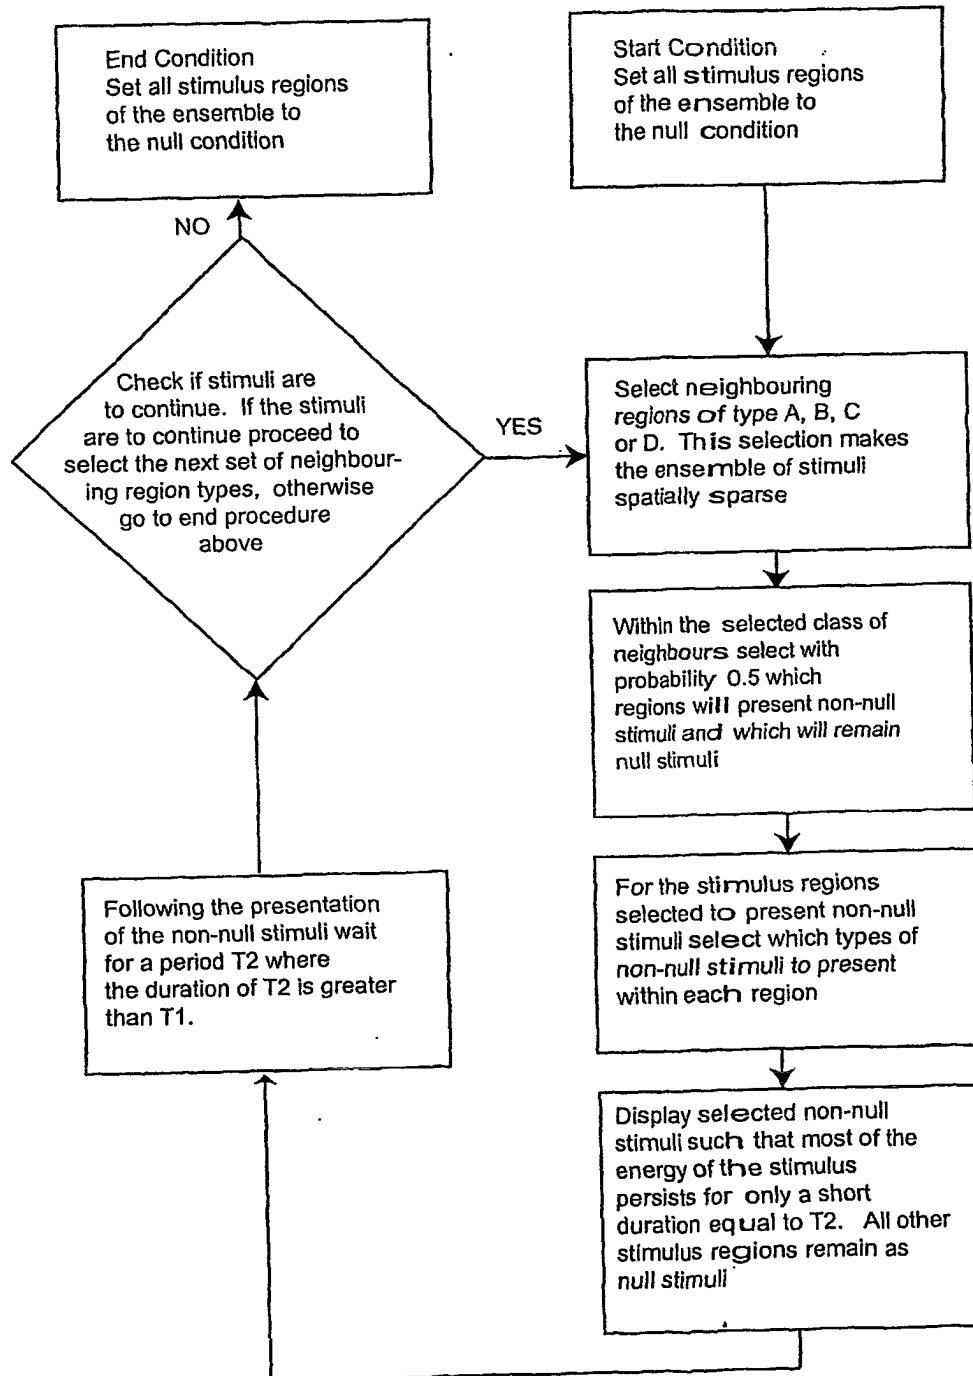 End Condition
Set all stimulus regions
of the ensemble to
the null condition
Start Condition
Set all stimulus regions
of the ensemble to
the null condition
NO
Check if stimuli are
to continue. If the stimuli
are to continue proceed to
select the next set of neighbour-
ing region types, otherwise
go to end procedure
above
YES
Select neighbouring
regions of type A, B, C
or D. This selection makes
the ensemble of stimuli
spatially sparse
Within the selected class of
neighbours select with
probability 0.5 which
regions will present non-null
stimuli and which will remain
null stimuli
For the stimulus regions
selected to present non-null
stimuli select which types of
non-null stimuli to present
within each region
Following the presentation
of the non-null stimuli wait
for a period T2 where
the duration of T2 is greater
than T1.
Display selected non-null
stimuli such that most of the
energy of the stimulus
persists for only a short
duration equal to T2. All other
stimulus regions remain as
null stimuli